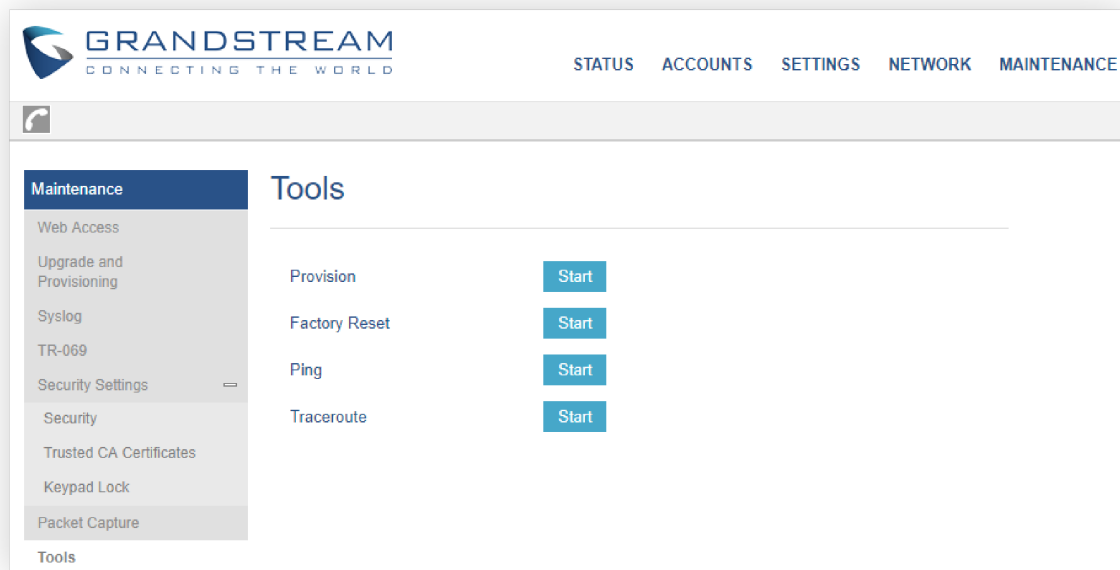 GRANDSTREAM
CONNECTING THE WORLD
STATUS ACCOUNTS SETTINGS NETWORK MAINTENANCE
Maintenance
Web Access
Upgrade and
Provisioning
Syslog
TR-069
Security Settings
Security
Trusted CA Certificates
Keypad Lock
Packet Capture
Tools
Tools
Provision Start
Factory Reset Start
Ping Start
Traceroute Start